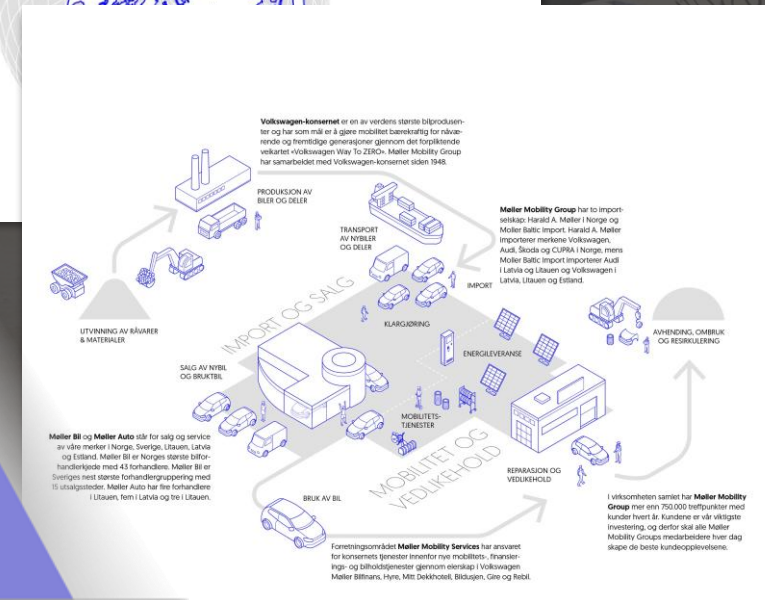 Volkswagen-konsernet er en av verdens største bilprodusen-
ter og har som mål er å gjøre mobilitet bærekraftig for nåvæ-
rende og fremtidige generasjoner gjennom det forpliktende
veikartet «Volkswagen Way To ZERO». Møller Mobility Group
har samarbeidet med Volkswagen-konsernet siden 1948.
PRODUKSJON AV
BILER OG DELER
TRANSPORT
AV NYBILER
OG DELER
Møller Mobility Group har to import-
selskap: Harald A. Møller i Norge og
Moller Baltic Import. Harald A. Møller
importerer merkene Volkswagen,
Audi, Škoda og CUPRA i Norge, mens
Moller Baltic Import importerer Audi
i Latvia og Litauen og Volkswagen i
Latvia, Litauen og Estland.
IMPORT
UTVINNING AV RÅVARER
& MATERIALER
IMPORT OG SALG
KLARGJØRING
AVHENDING, OMBRUK
OG RESIRKULERING
ENERGILEVERANSE
SALG AV NYBIL
OG BRUKTBIL
MOBILITETS-
TJENESTER
Møller Bil og Møller Auto står for salg og service
av våre merker i Norge, Sverige, Litauen, Latvia
og Estland. Møller Bil er Norges største bilfor-
handlerkjede med 43 forhandlere. Møller Bil er
Sveriges nest største forhandlergruppering med
15 utsalgssteder. Møller Auto har fire forhandlere
i Litauen, fem i Latvia og tre i Litauen.
MOBILITET OG
VEDLIKEHOLD
REPARASJON OG
VEDLIKEHOLD
BRUK AV BIL
I virksomheten samlet har Møller Mobility
Group mer enn 750.000 treffpunkter med
kunder hvert år. Kundene er vår viktigste
investering, og derfor skal alle Møller
Mobility Groups medarbeidere hver dag
skape de beste kundeopplevelsene.
Forretningsområdet Møller Mobility Services har ansvaret
for konsernets tjenester innenfor nye mobilitets-, finansier-
ings- og bilholdstjenester gjennom eierskap i Volkswagen
Møller Bilfinans, Hyre, Mitt Dekkhotell, Bildusjen, Gire og Rebil.